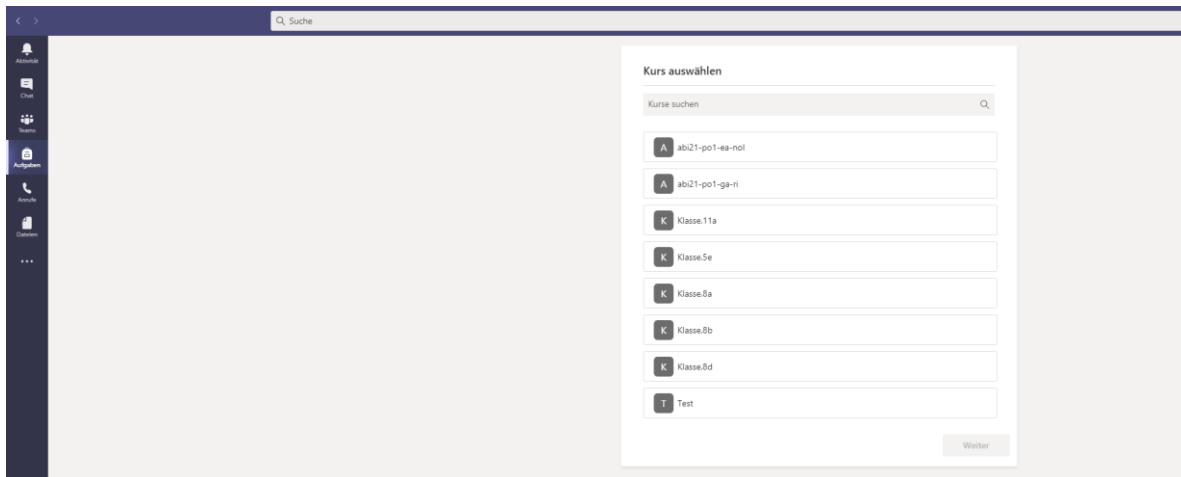 Suche
Aktivität
Chat
Teams
Aufgaben
Anrufe
Dateien
Kurs auswählen
Kurse suchen
A abi21-po1-ea-nol
A abi21-po1-ga-ri
K Klasse.11a
K Klasse.5e
K Klasse.8a
K Klasse.8b
K Klasse.8d
T Test
Weiter